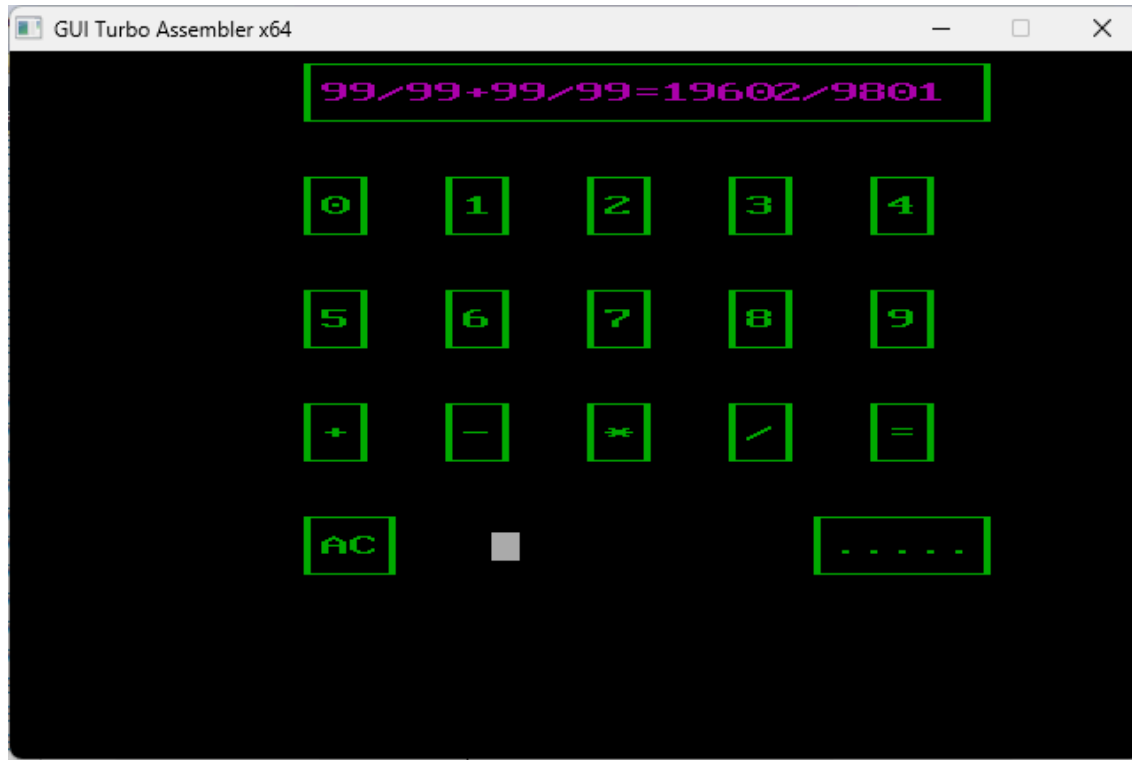 GUI Turbo Assembler x64
99/99+99/99=19602/9801
0 1 2 3 4
5 6 7 8 9
+ - * / =
AC .....